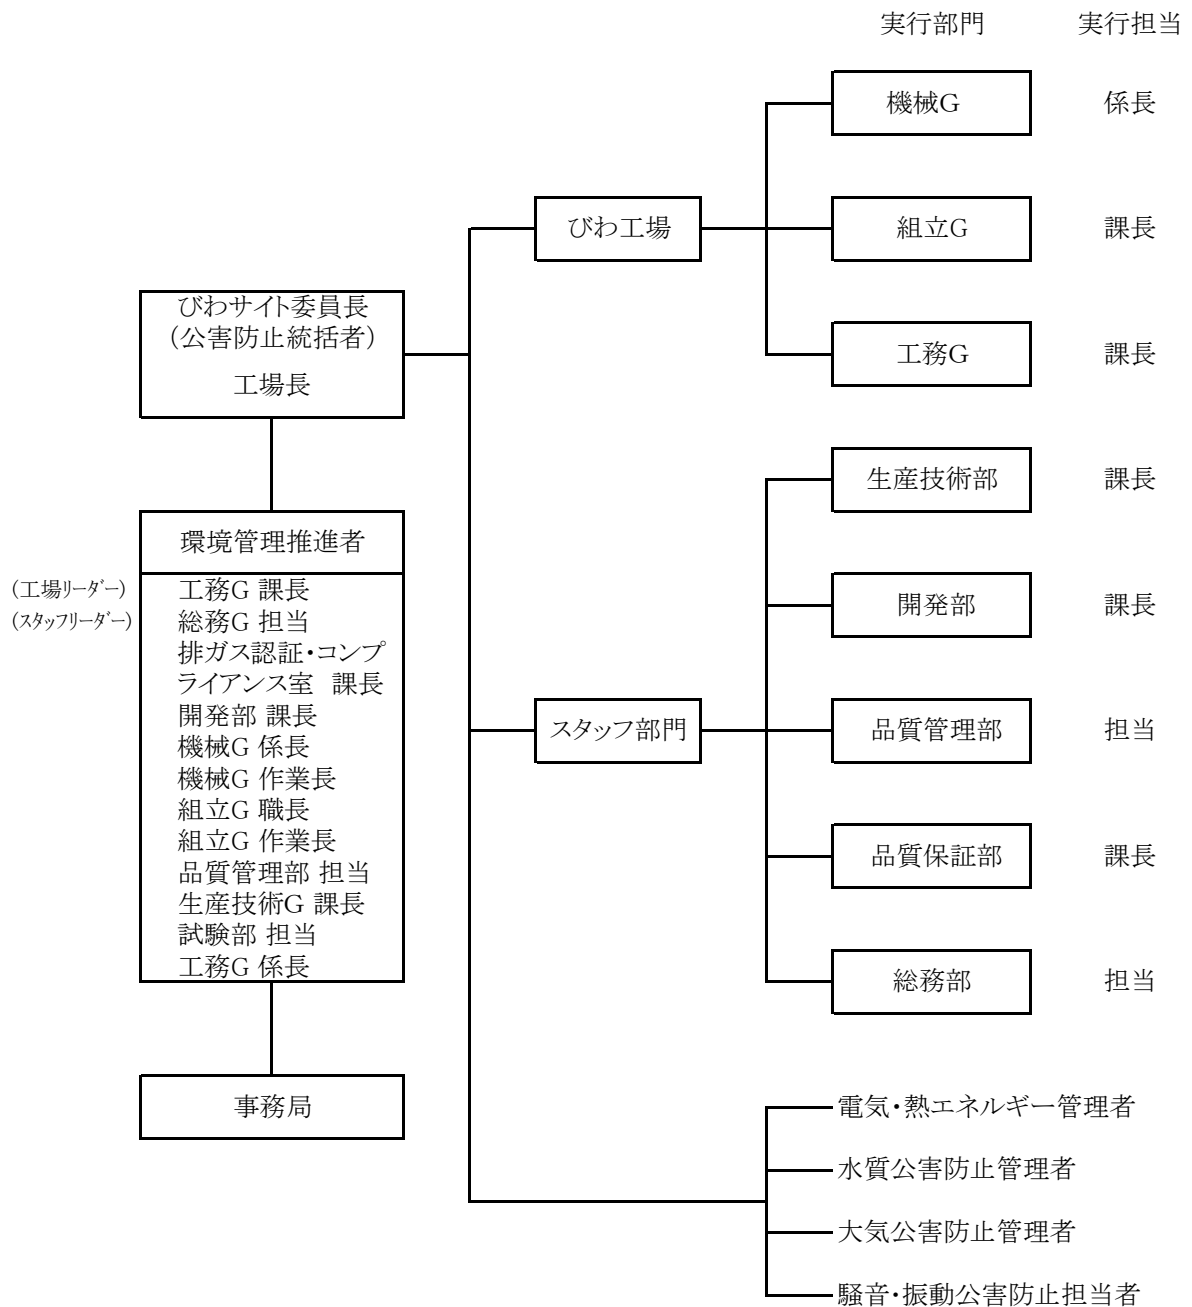 実行部門 実行担当
機械G 係長
びわ工場 組立G 課長
びわサイト委員長
(公害防止統括者)
工場長
工務G 課長
生産技術部 課長
環境管理推進者
(工場リーダー) 工務G 課長
(スタッフリーダー) 総務G 担当
排ガス認証・コンプ
ライアンス室 課長
開発部 課長
機械G 係長
機械G 作業長
組立G 職長
組立G 作業長
品質管理部 担当
生産技術G 課長
試験部 担当
工務G 係長
開発部 課長
スタッフ部門 品質管理部 担当
品質保証部 課長
総務部 担当
事務局
電気・熱エネルギー管理者
水質公害防止管理者
大気公害防止管理者
騒音・振動公害防止担当者